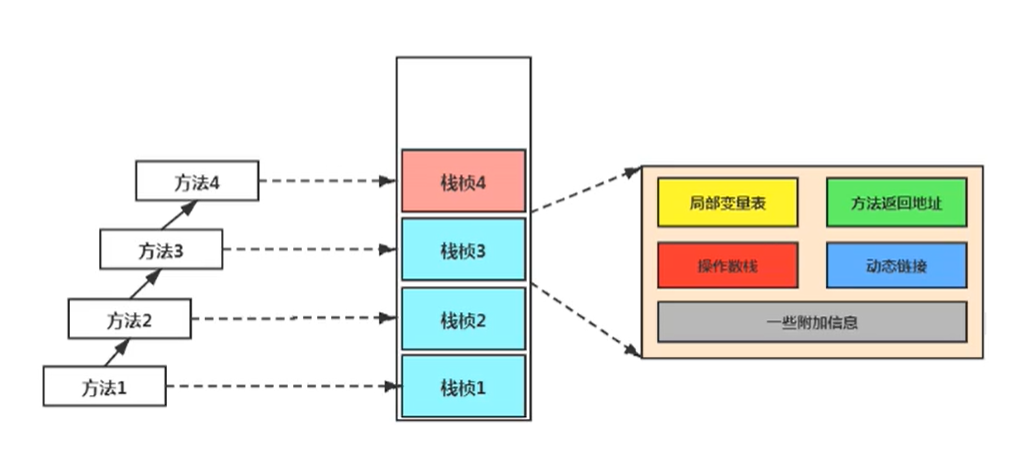 方法4
方法3
方法2
方法1
栈桢4
栈桢3
栈桢2
栈桢1
局部变量表
方法返回地址
操作数栈
动态链接
一些附加信息